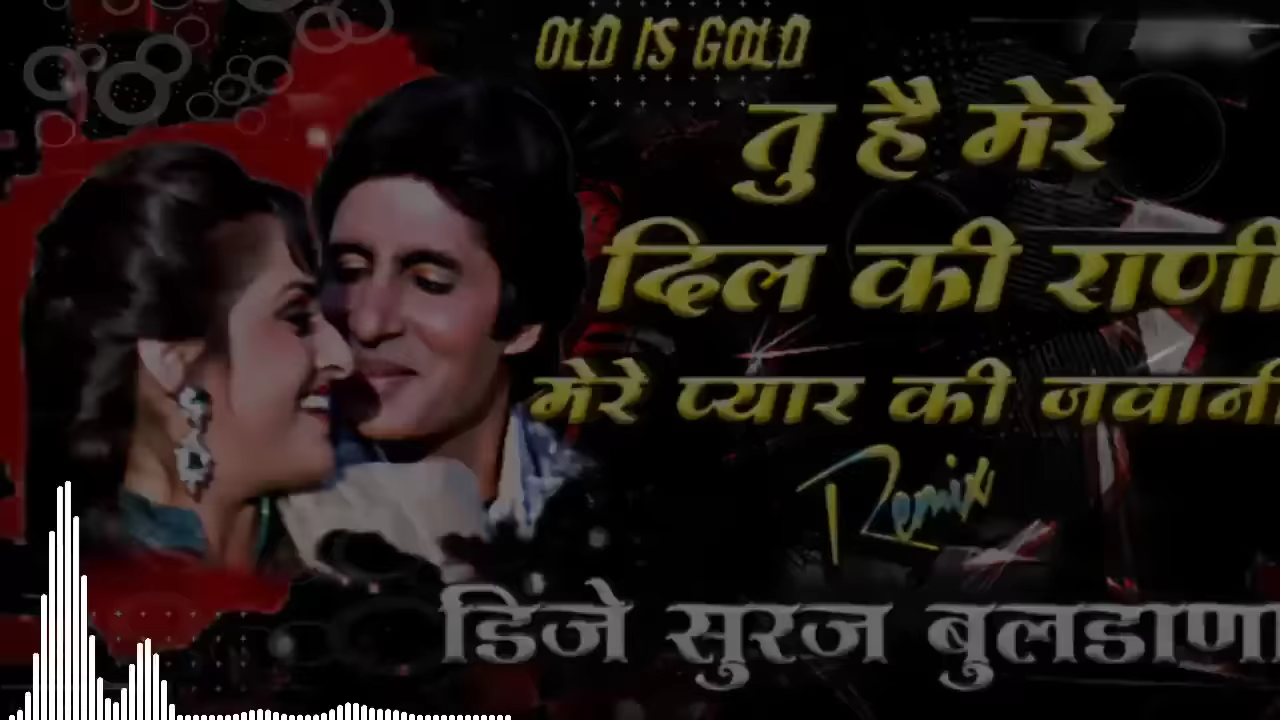 OLD IS GOLD
तु है मेरे
दिल की राणी
मेरे प्यार की जवानी
Remix
डिंजे सुरज बुलडाणा